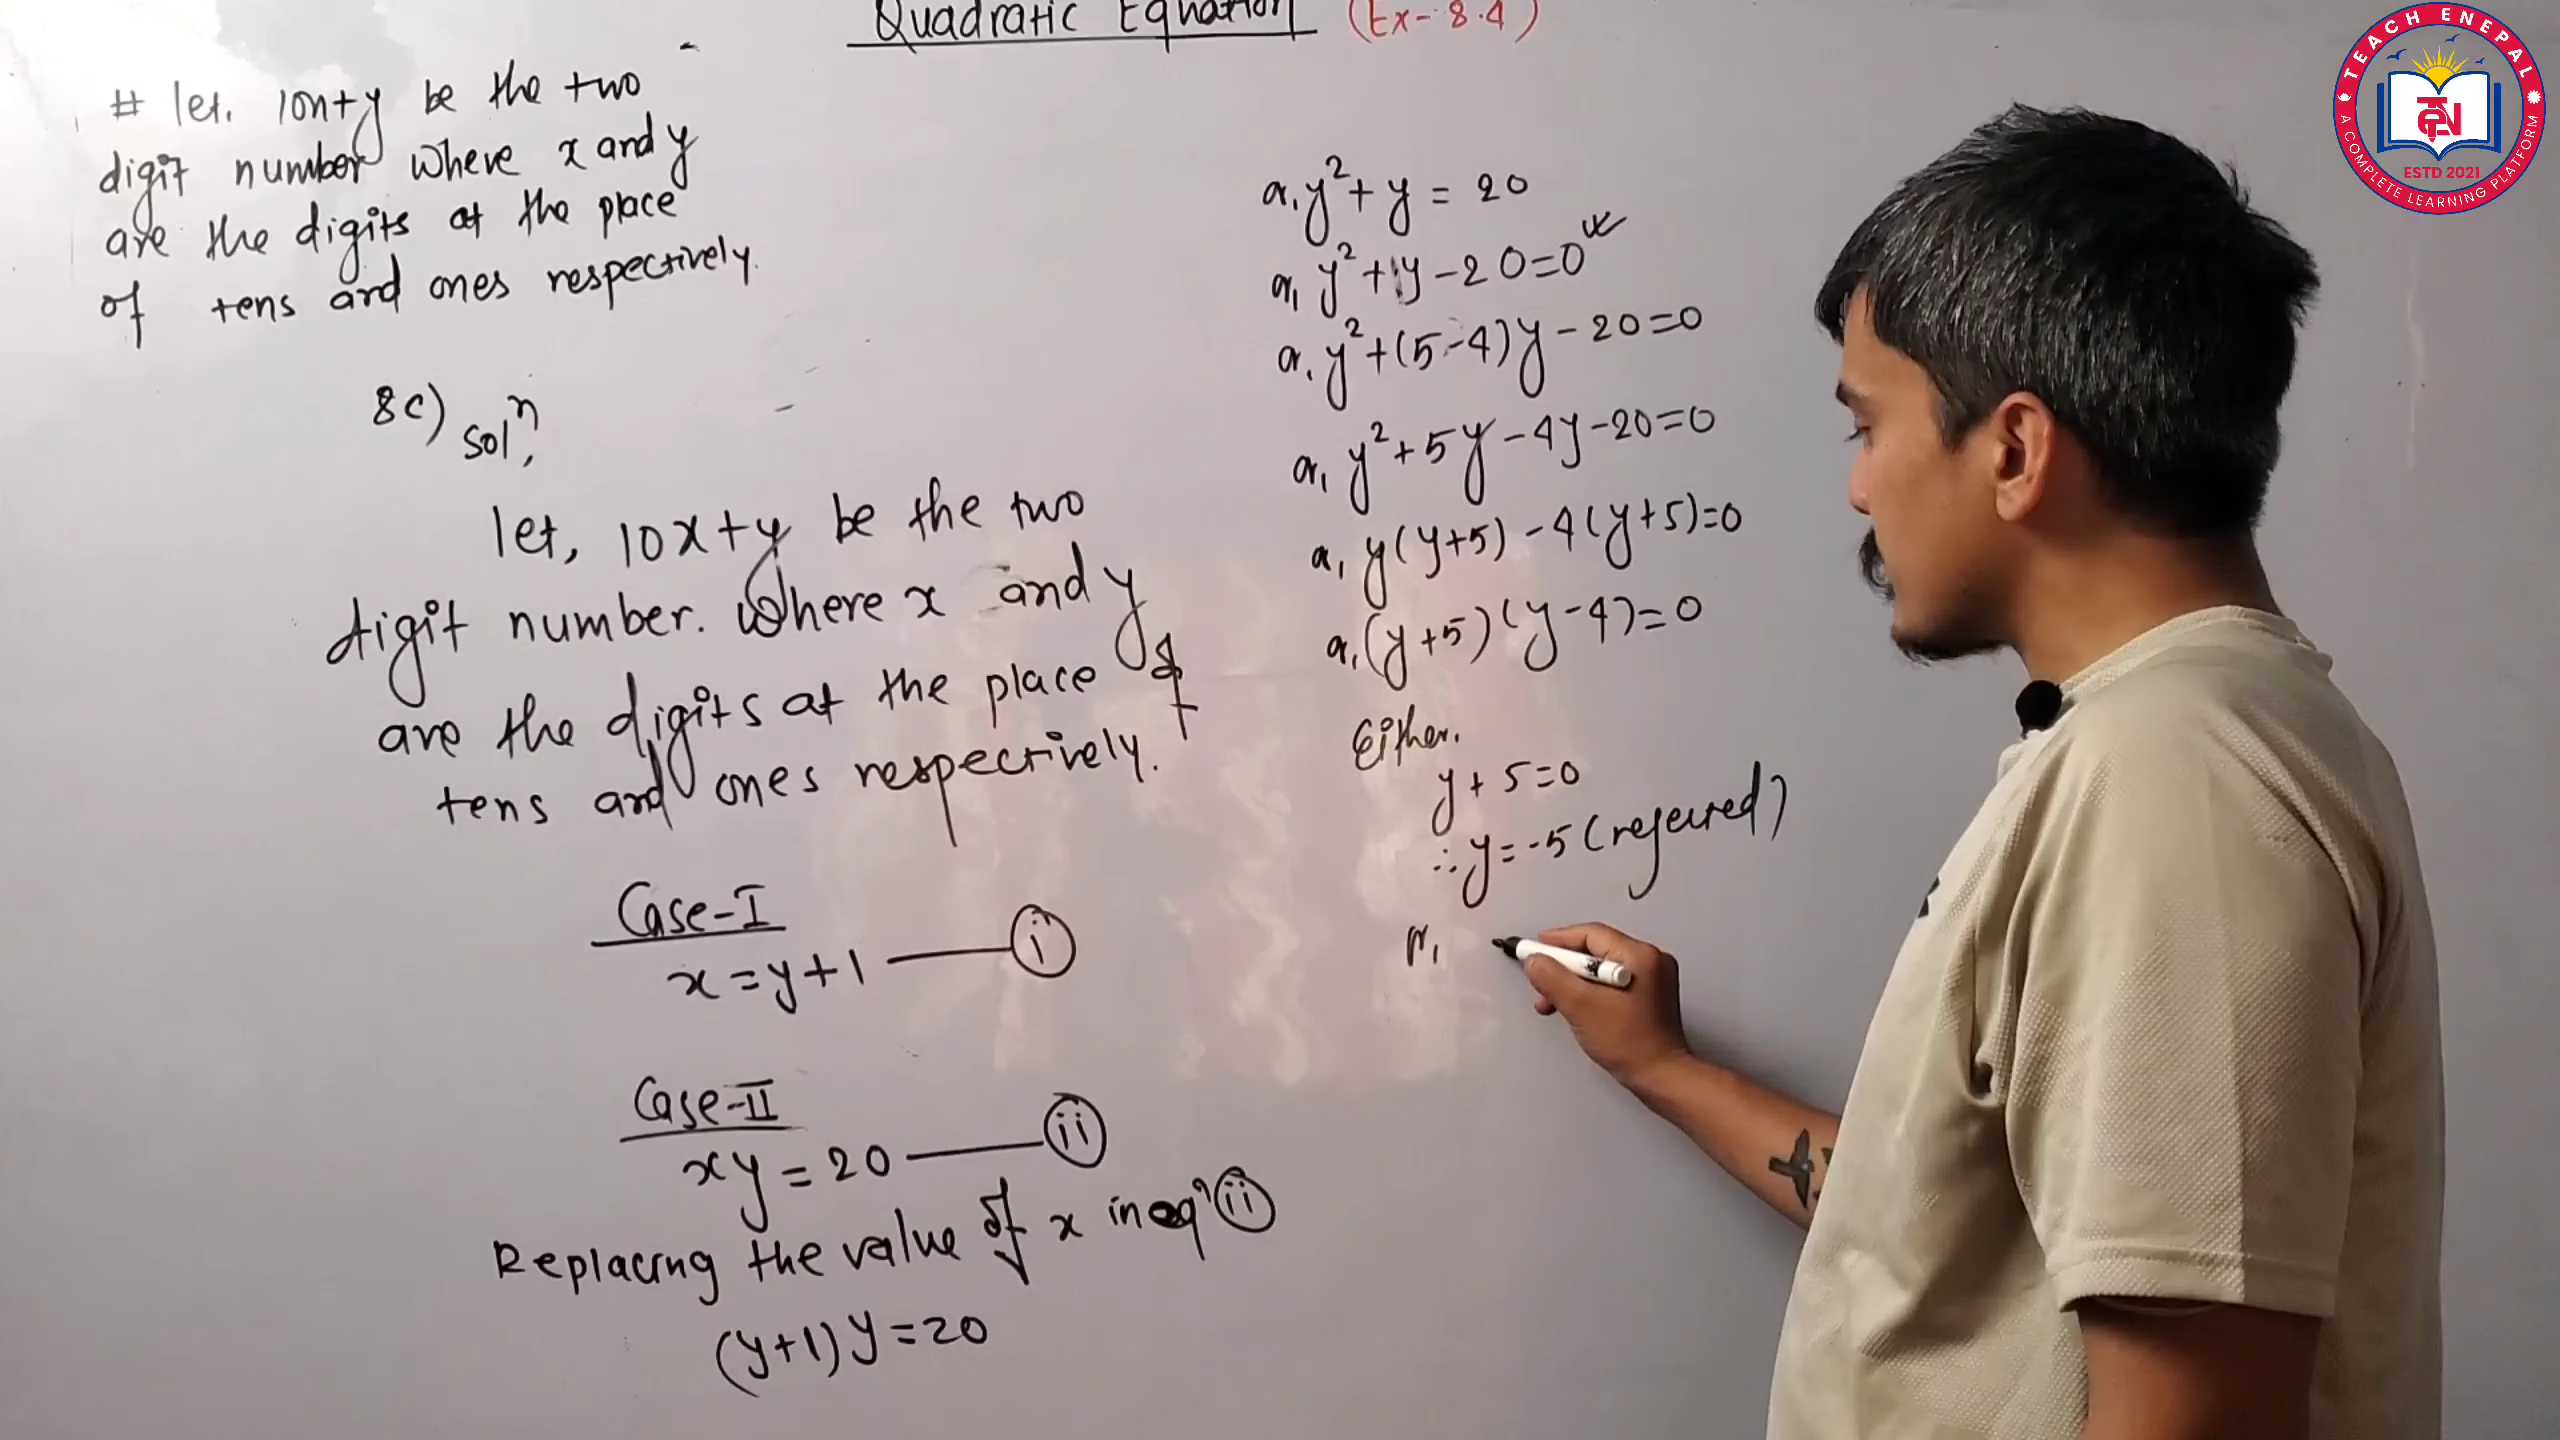 Quadratic Equation (Ex-8.4)
# let. 10x+y be the two
digit number where x and y
are the digits at the place
of tens and ones respectively.
8c) Solⁿ,
let, 10x+y be the two
digit number. Where x and y
are the digits at the place of
tens and ones respectively.
Case-I
x=y+1 —— (i)
Case-II
xy=20 —— (ii)
Replacing the value of x in eqⁿ (ii)
(y+1)y=20
or, y²+y=20
or, y²+1y-20=0
or, y²+(5-4)y-20=0
or, y²+5y-4y-20=0
or, y(y+5)-4(y+5)=0
or, (y+5)(y-4)=0
Either,
y+5=0
∴y=-5(rejected)
or,
TEACH ENEPAL
ESTD 2021
A COMPLETE LEARNING PLATFORM